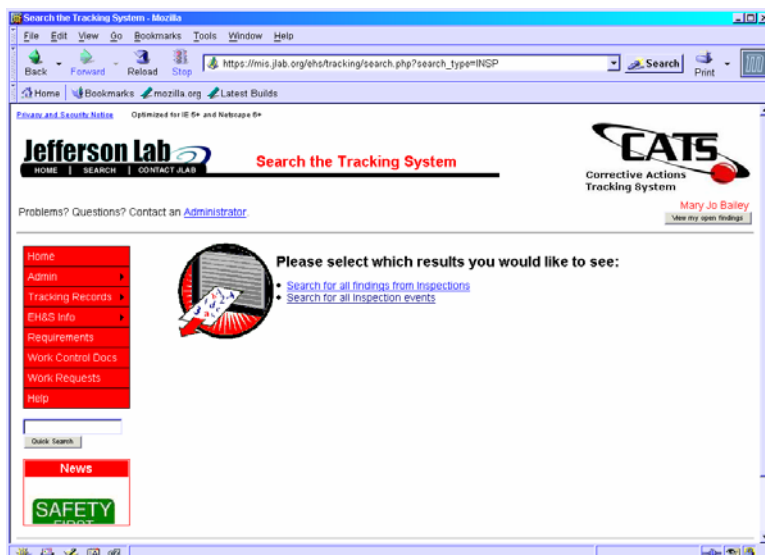 Search the Tracking System - Mozilla
File Edit View Go Bookmarks Tools Window Help
Back Forward Reload Stop https://mis.jlab.org/ehs/tracking/search.php?search_type=INSP Search Print
Home Bookmarks mozilla.org Latest Builds
Privacy and Security Notice Optimized for IE 6+ and Netscape 6+
Jefferson Lab
HOME | SEARCH | CONTACT JLAB
Search the Tracking System
CATS
Corrective Actions
Tracking System
Problems? Questions? Contact an Administrator.
Mary Jo Bailey
View my open findings
Home
Admin
Tracking Records
EH&S Info
Requirements
Work Control Docs
Work Requests
Help
Quick Search
News
SAFETY
FIRST
Please select which results you would like to see:
Search for all findings from Inspections
Search for all Inspection events